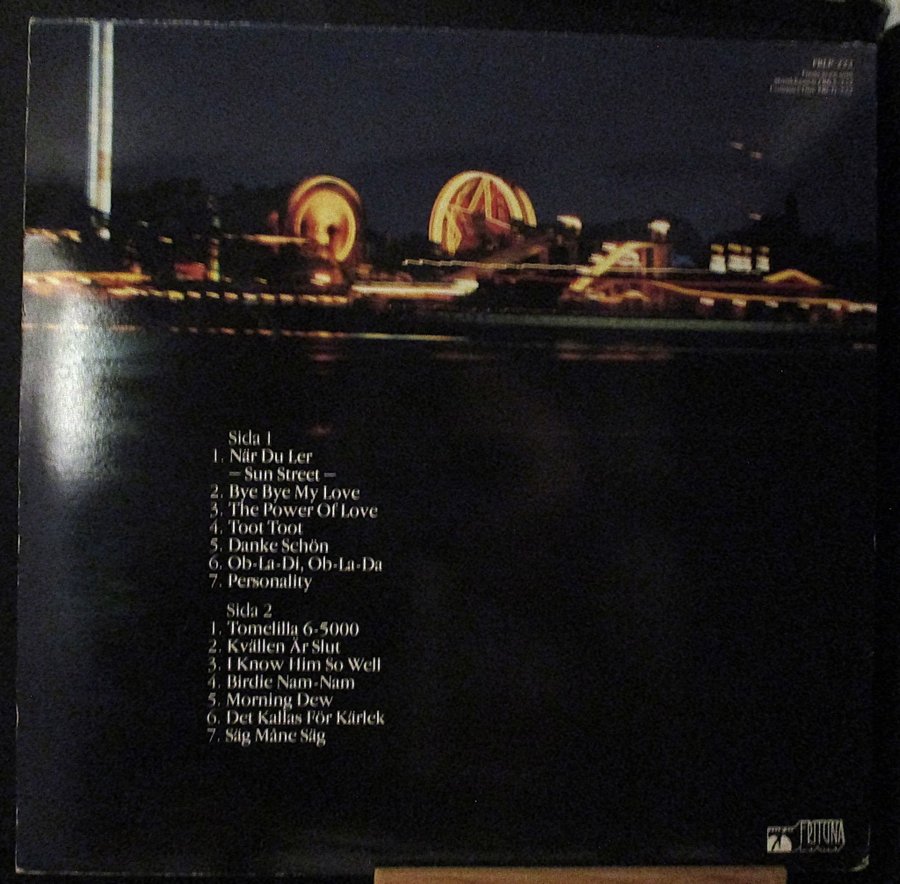 Sida 1
1. När Du Ler
– Sun Street –
2. Bye Bye My Love
3. The Power Of Love
4. Toot Toot
5. Danke Schön
6. Ob-La-Di, Ob-La-Da
7. Personality
Sida 2
1. Tomelilla 6-5000
2. Kvällen Är Slut
3. I Know Him So Well
4. Birdie Nam-Nam
5. Morning Dew
6. Det Kallas För Kärlek
7. Säg Måne Säg
FRITUNA